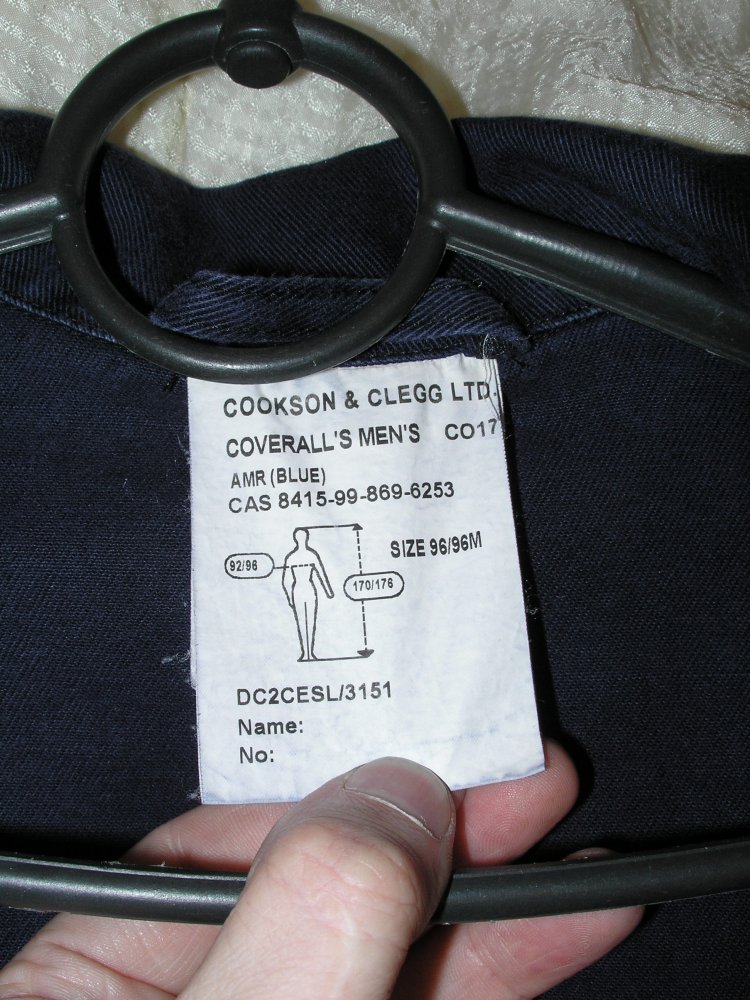 COOKSON & CLEGG LTD.
COVERALL'S MEN'S CO17
AMR (BLUE)
CAS 8415-99-869-6253
SIZE 96/96M
92/96
170/176
DC2CESL/3151
Name:
No: